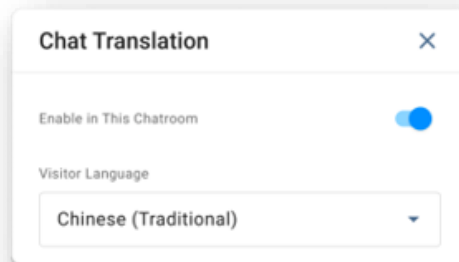 Chat Translation
Enable in This Chatroom
Visitor Language
Chinese (Traditional)